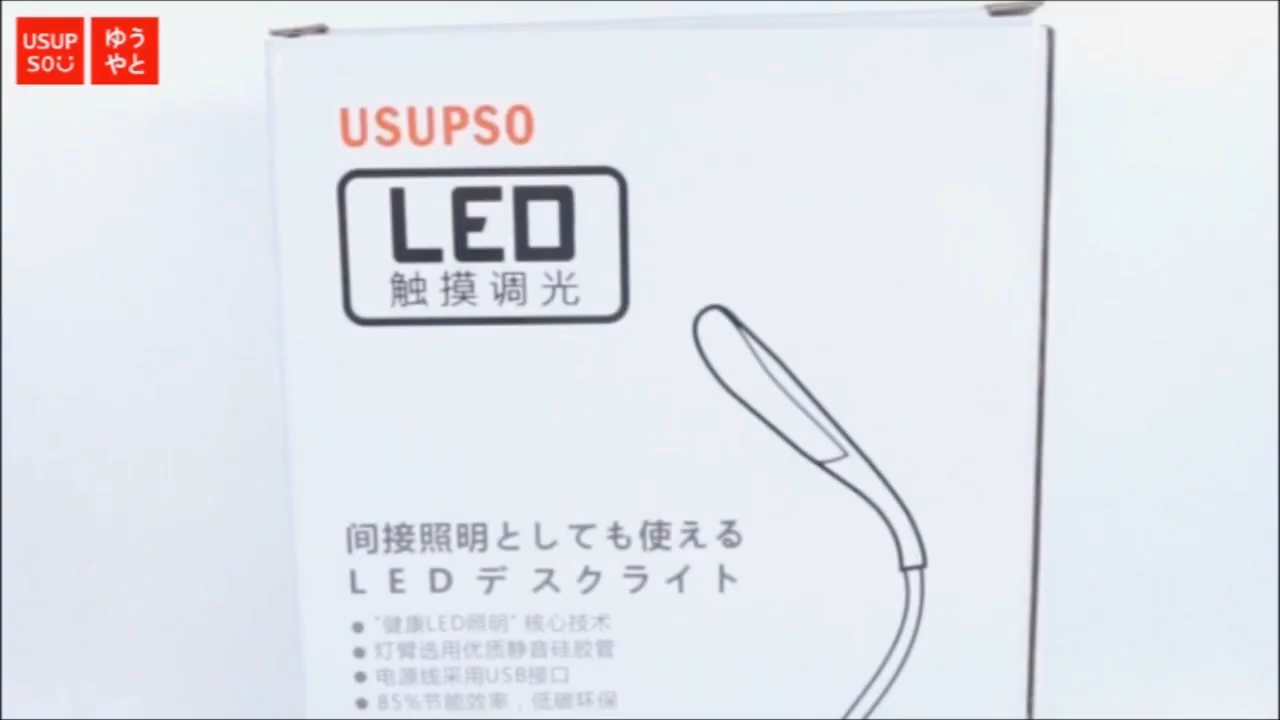 USUP
SO
ゆう
やと
USUPSO
LED
触摸调光
间接照明としても使える
LEDデスクライト
"健康LED照明" 核心技术
灯臂选用优质静音硅胶管
电源线采用USB接口
85%节能效率，低碳环保